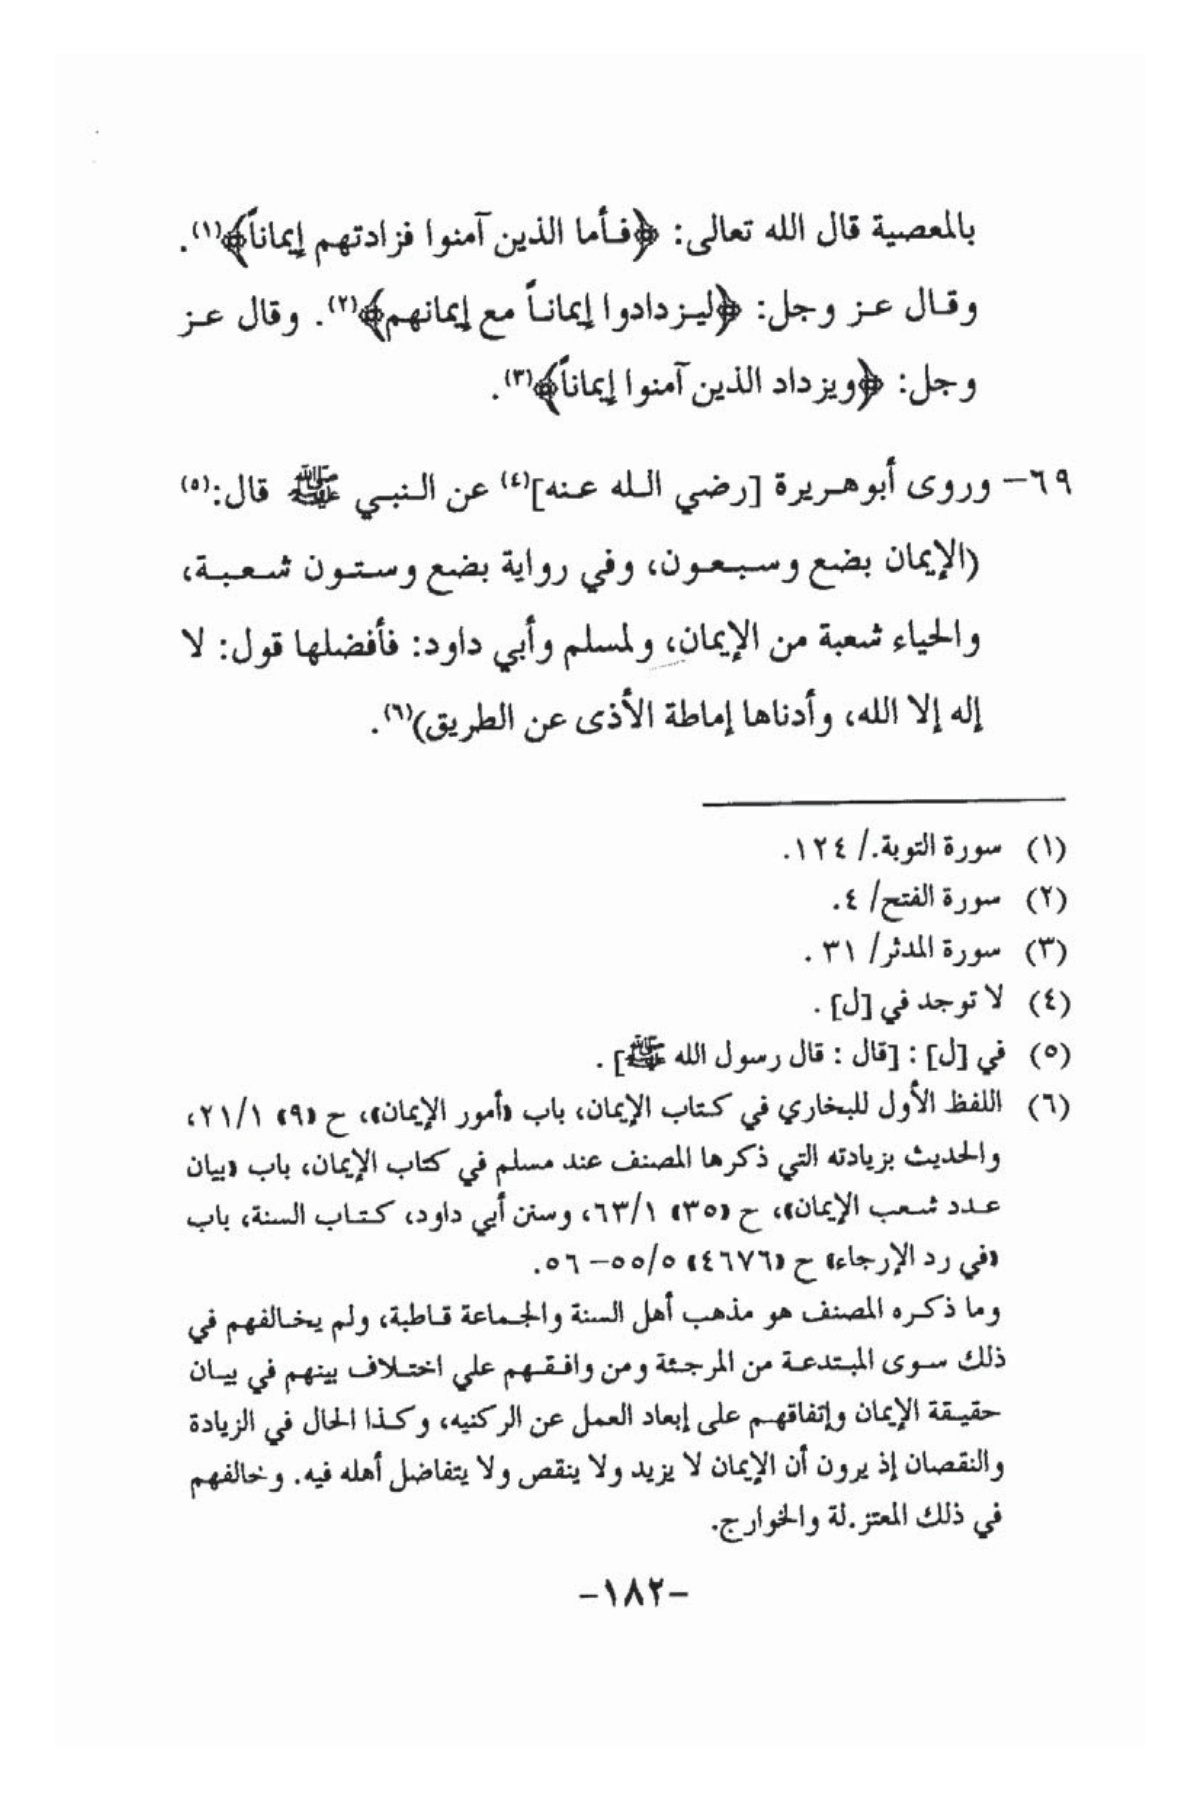 بالمعصية قال الله تعالى: ﴿فأما الذين آمنوا فزادتهم إيماناً﴾(١).
وقال عز وجل: ﴿ليزدادوا إيماناً مع إيمانهم﴾(٢). وقال عز
وجل: ﴿ويزداد الذين آمنوا إيماناً﴾(٣).
٦٩- وروى أبوهريرة [رضي الله عنه](٤) عن النبي ﷺ قال:(٥)
(الإيمان بضع وسبعون، وفي رواية بضع وستون شعبة،
والحياء شعبة من الإيمان، ولمسلم وأبي داود: فأفضلها قول: لا
إله إلا الله، وأدناها إماطة الأذى عن الطريق)(٦).
(١) سورة التوبة./ ١٢٤.
(٢) سورة الفتح/ ٤.
(٣) سورة المدثر/ ٣١ .
(٤) لا توجد في [ل] .
(٥) في [ل] : [قال : قال رسول الله ﷺ] .
(٦) اللفظ الأول للبخاري في كتاب الإيمان، باب «أمور الإيمان»، ح «٩» ٢١/١،
والحديث بزيادته التي ذكرها المصنف عند مسلم في كتاب الإيمان، باب «بيان
عدد شعب الإيمان»، ح «٣٥» ٦٣/١، وسنن أبي داود، كتاب السنة، باب
«في رد الإرجاء» ح «٤٦٧٦» ٥٥/٥– ٥٦.
وما ذكره المصنف هو مذهب أهل السنة والجماعة قاطبة، ولم يخالفهم في
ذلك سوى المبتدعة من المرجئة ومن وافقهم علي اختلاف بينهم في بيان
حقيقة الإيمان وإتفاقهم على إبعاد العمل عن الركنيه، وكذا الحال في الزيادة
والنقصان إذ يرون أن الإيمان لا يزيد ولا ينقص ولا يتفاضل أهله فيه. وخالفهم
في ذلك المعتز.لة والخوارج.
-١٨٢-